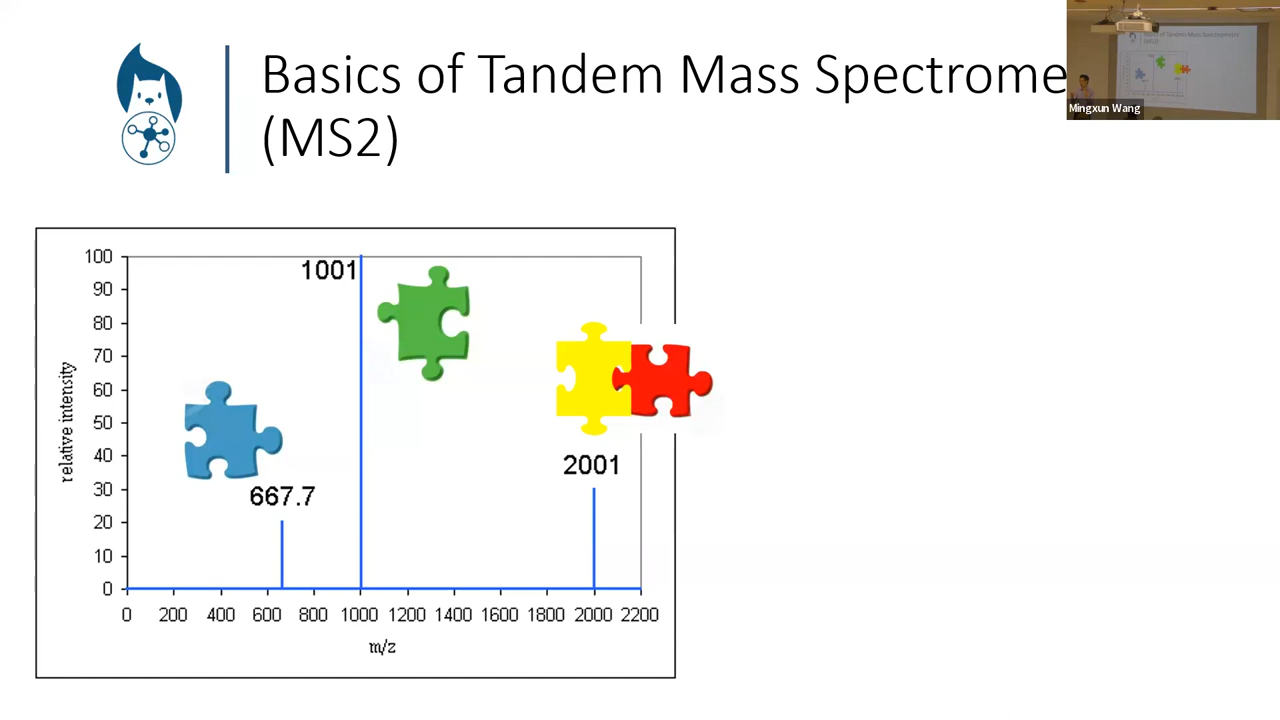 Basics of Tandem Mass Spectrome
(MS2)
Mingxun Wang
100
90
80
70
60
50
40
30
20
10
0
relative intensity
1001
667.7
2001
0 200 400 600 800 1000 1200 1400 1600 1800 2000 2200
m/z